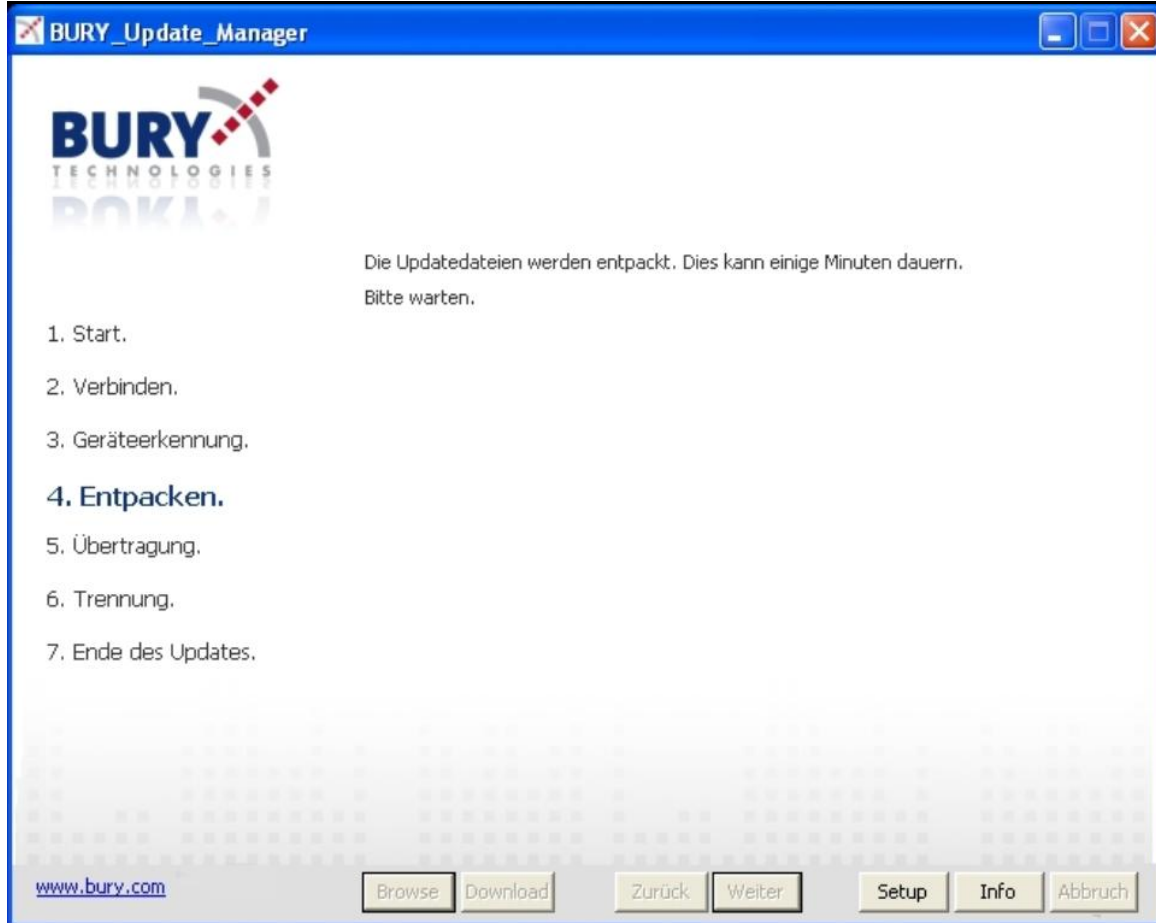 BURY_Update_Manager
BURY
TECHNOLOGIES
Die Updatedateien werden entpackt. Dies kann einige Minuten dauern.
Bitte warten.
1. Start.
2. Verbinden.
3. Geräteerkennung.
4. Entpacken.
5. Übertragung.
6. Trennung.
7. Ende des Updates.
www.bury.com
Browse Download Zurück Weiter Setup Info Abbruch